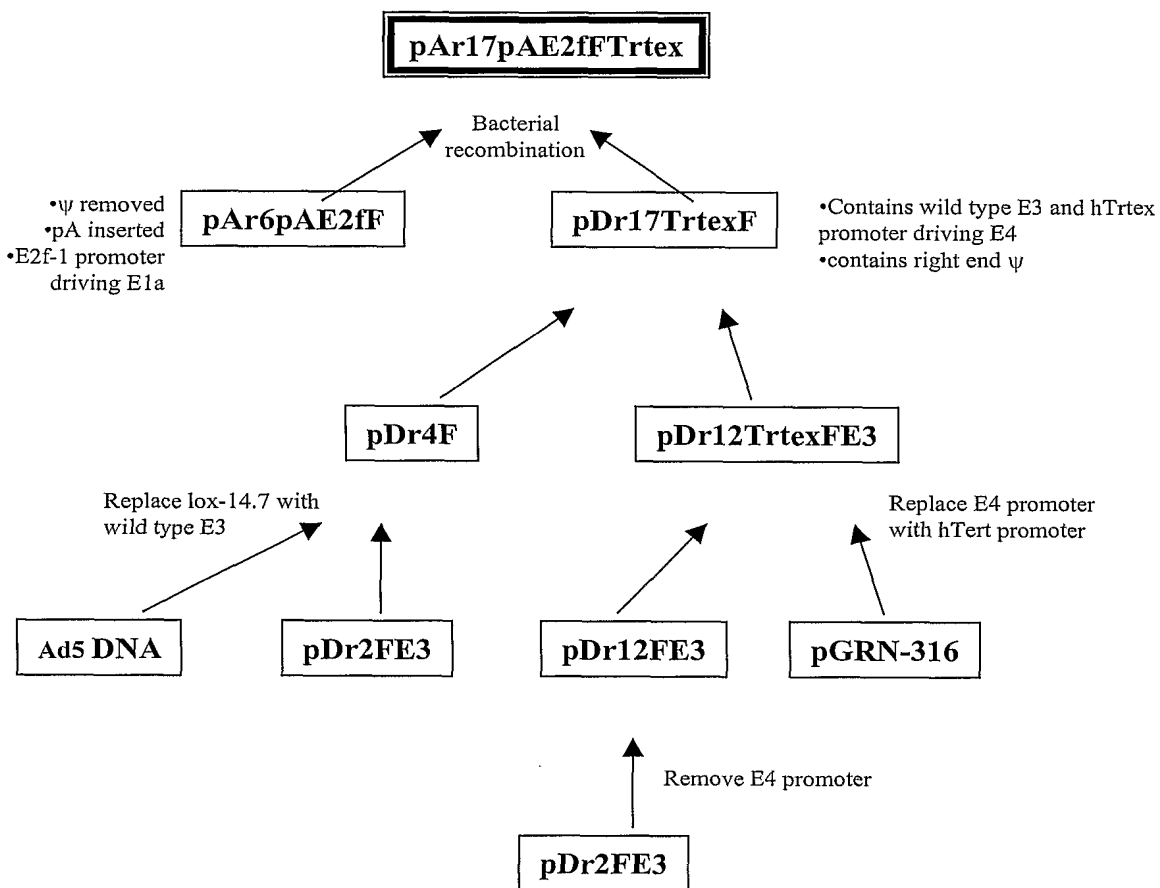 pAr17pAE2fFTrtex
Bacterial
recombination
•ψ removed
•pA inserted
•E2f-1 promoter
driving E1a
pAr6pAE2fF
pDr17TrtexF
•Contains wild type E3 and hTrtex
promoter driving E4
•contains right end ψ
pDr4F
pDr12TrtexFE3
Replace lox-14.7 with
wild type E3
Replace E4 promoter
with hTert promoter
Ad5 DNA
pDr2FE3
pDr12FE3
pGRN-316
Remove E4 promoter
pDr2FE3